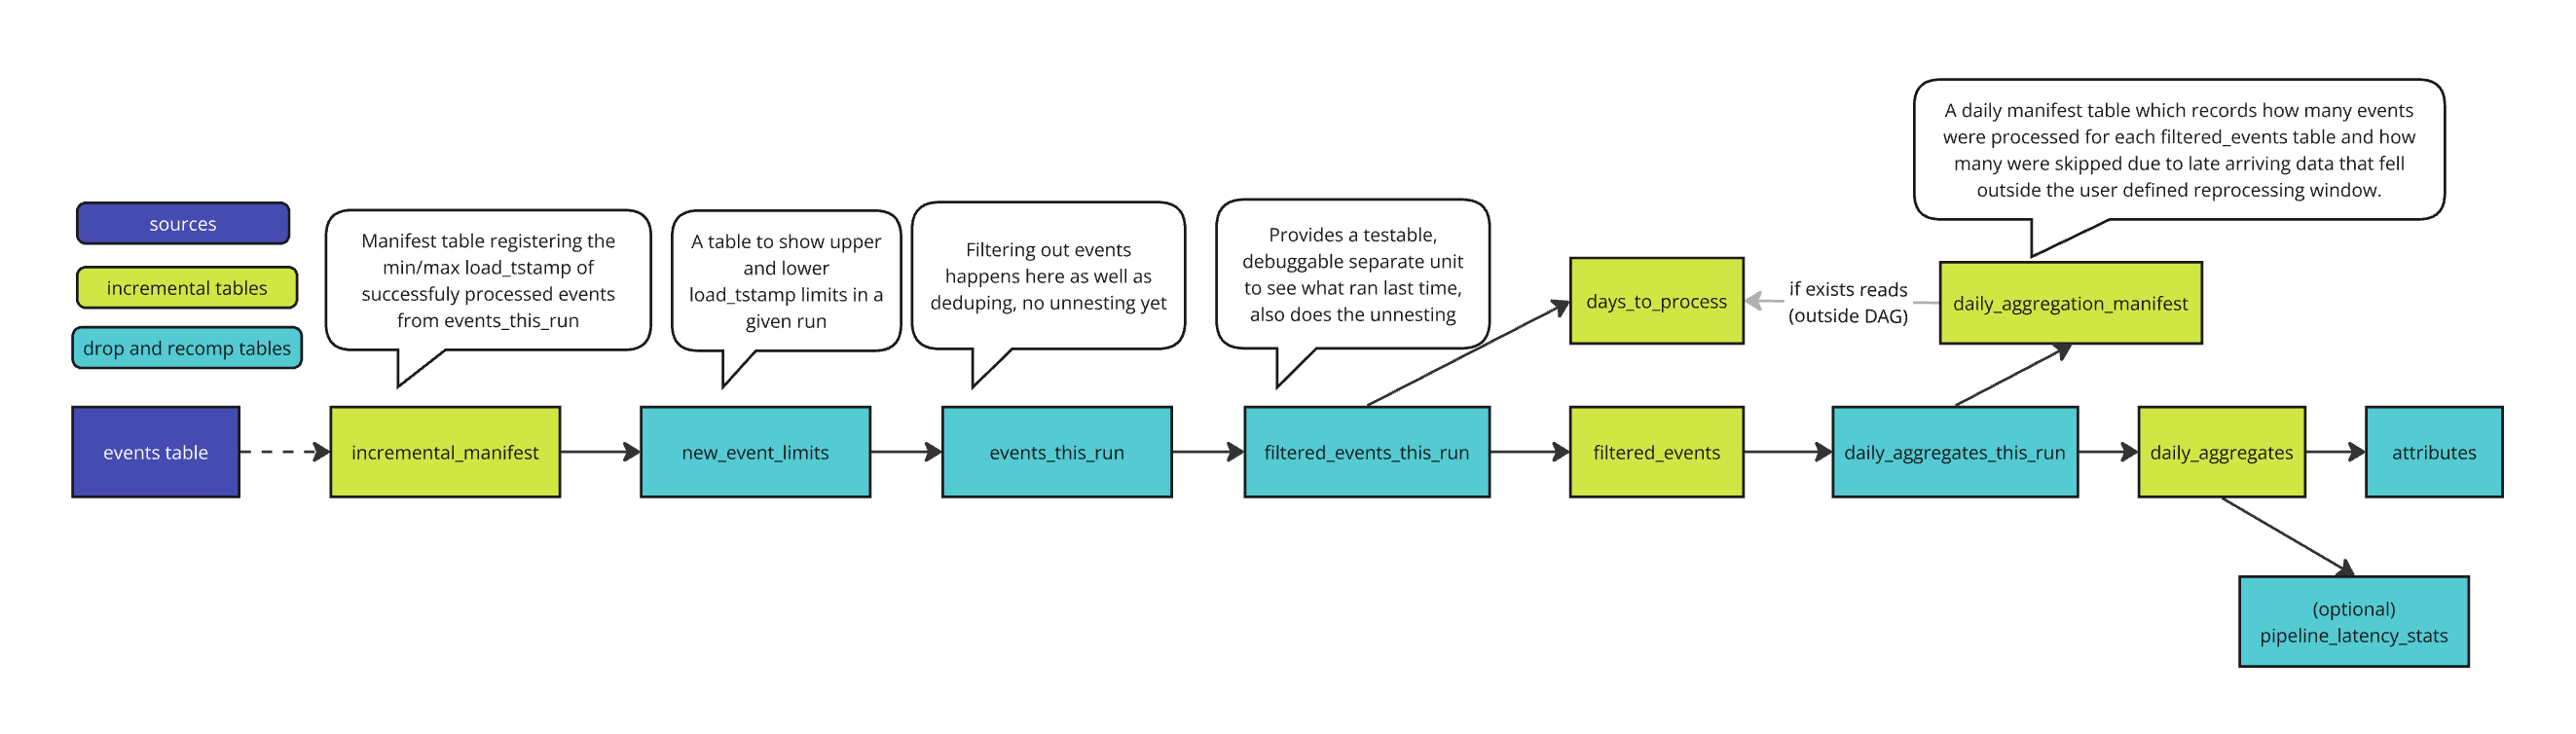 sources
incremental tables
drop and recomp tables
Manifest table registering the
min/max load_tstamp of
successfuly processed events
from events_this_run
A table to show upper
and lower
load_tstamp limits in a
given run
Filtering out events
happens here as well as
deduping, no unnesting yet
Provides a testable,
debuggable separate unit
to see what ran last time,
also does the unnesting
A daily manifest table which records how many events
were processed for each filtered_events table and how
many were skipped due to late arriving data that fell
outside the user defined reprocessing window.
days_to_process
if exists reads
(outside DAG)
daily_aggregation_manifest
events table
incremental_manifest
new_event_limits
events_this_run
filtered_events_this_run
filtered_events
daily_aggregates_this_run
daily_aggregates
attributes
(optional)
pipeline_latency_stats